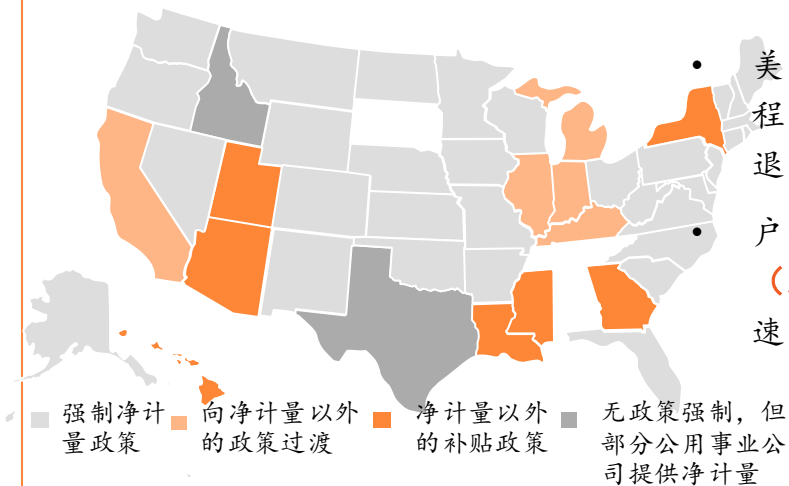 美
程
退
户
（
速
强制净计
量政策
向净计量以外
的政策过渡
净计量以外
的补贴政策
无政策强制，但
部分公用事业公
司提供净计量